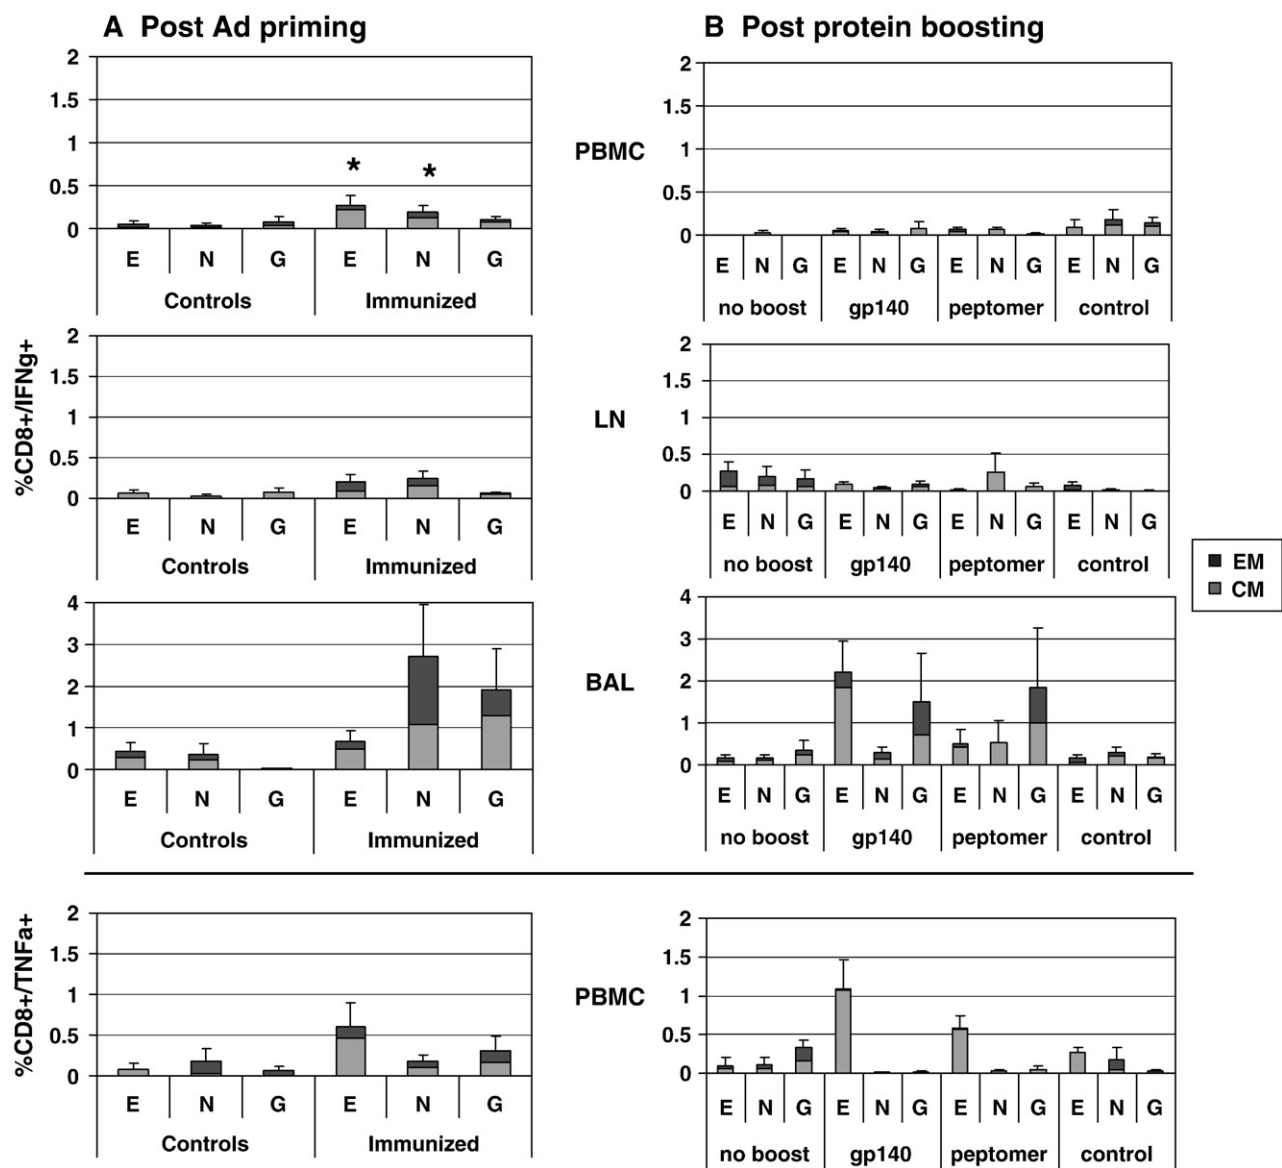 A Post Ad priming
B Post protein boosting
%CD8+/IFNg+
2
1.5
1
0.5
0
* *
E N G E N G
Controls Immunized
PBMC
2
1.5
1
0.5
0
E N G E N G E N G E N G
no boost gp140 peptomer control
2
1.5
1
0.5
0
E N G E N G
Controls Immunized
LN
2
1.5
1
0.5
0
E N G E N G E N G E N G
no boost gp140 peptomer control
EM
CM
4
3
2
1
0
E N G E N G
Controls Immunized
BAL
4
3
2
1
0
E N G E N G E N G E N G
no boost gp140 peptomer control
%CD8+/TNFa+
2
1.5
1
0.5
0
E N G E N G
Controls Immunized
PBMC
2
1.5
1
0.5
0
E N G E N G E N G E N G
no boost gp140 peptomer control